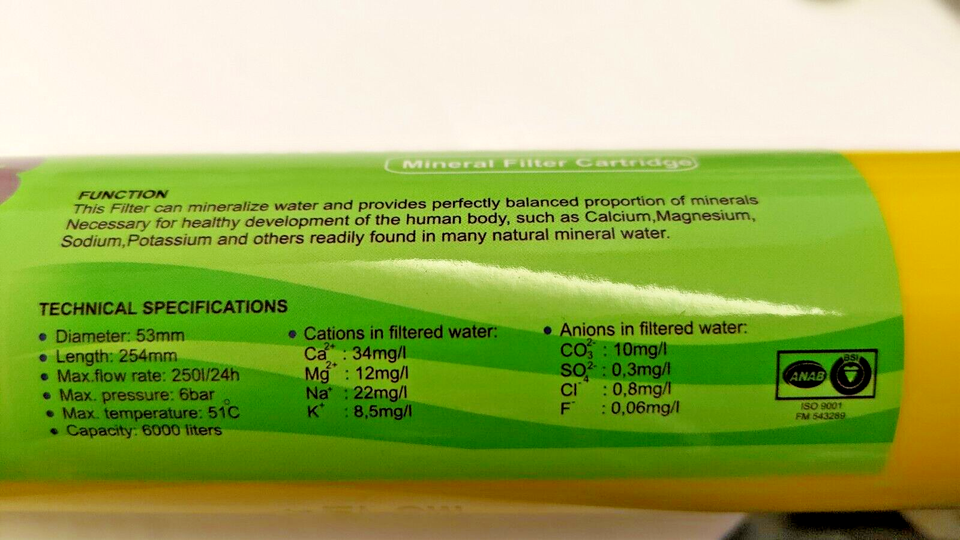 Mineral Filter Cartridge
FUNCTION
This Filter can mineralize water and provides perfectly balanced proportion of minerals
Necessary for healthy development of the human body, such as Calcium,Magnesium,
Sodium,Potassium and others readily found in many natural mineral water.
TECHNICAL SPECIFICATIONS
• Diameter: 53mm
• Length: 254mm
• Max.flow rate: 250l/24h
• Max. pressure: 6bar
• Max. temperature: 51°C
• Capacity: 6000 liters
• Cations in filtered water:
Ca²⁺ : 34mg/l
Mg²⁺ : 12mg/l
Na⁺ : 22mg/l
K⁺ : 8,5mg/l
• Anions in filtered water:
CO₃²⁻ : 10mg/l
SO₄²⁻ : 0,3mg/l
Cl⁻ : 0,8mg/l
F⁻ : 0,06mg/l
ANAB
BSI
ISO 9001
FM 543289